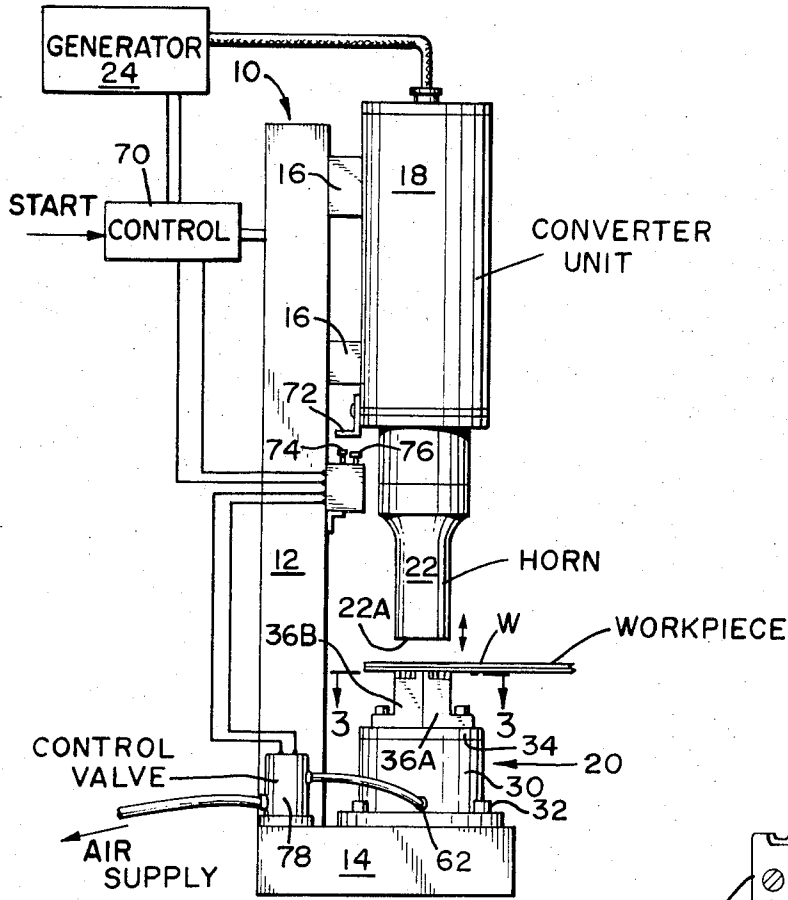 GENERATOR
24
10
70
16
18
START
CONTROL
CONVERTER
UNIT
16
72
74
76
12
22
HORN
22A
36B
W
WORKPIECE
3
3
36A
34
CONTROL
VALVE
20
30
32
AIR
SUPPLY
78
14
62